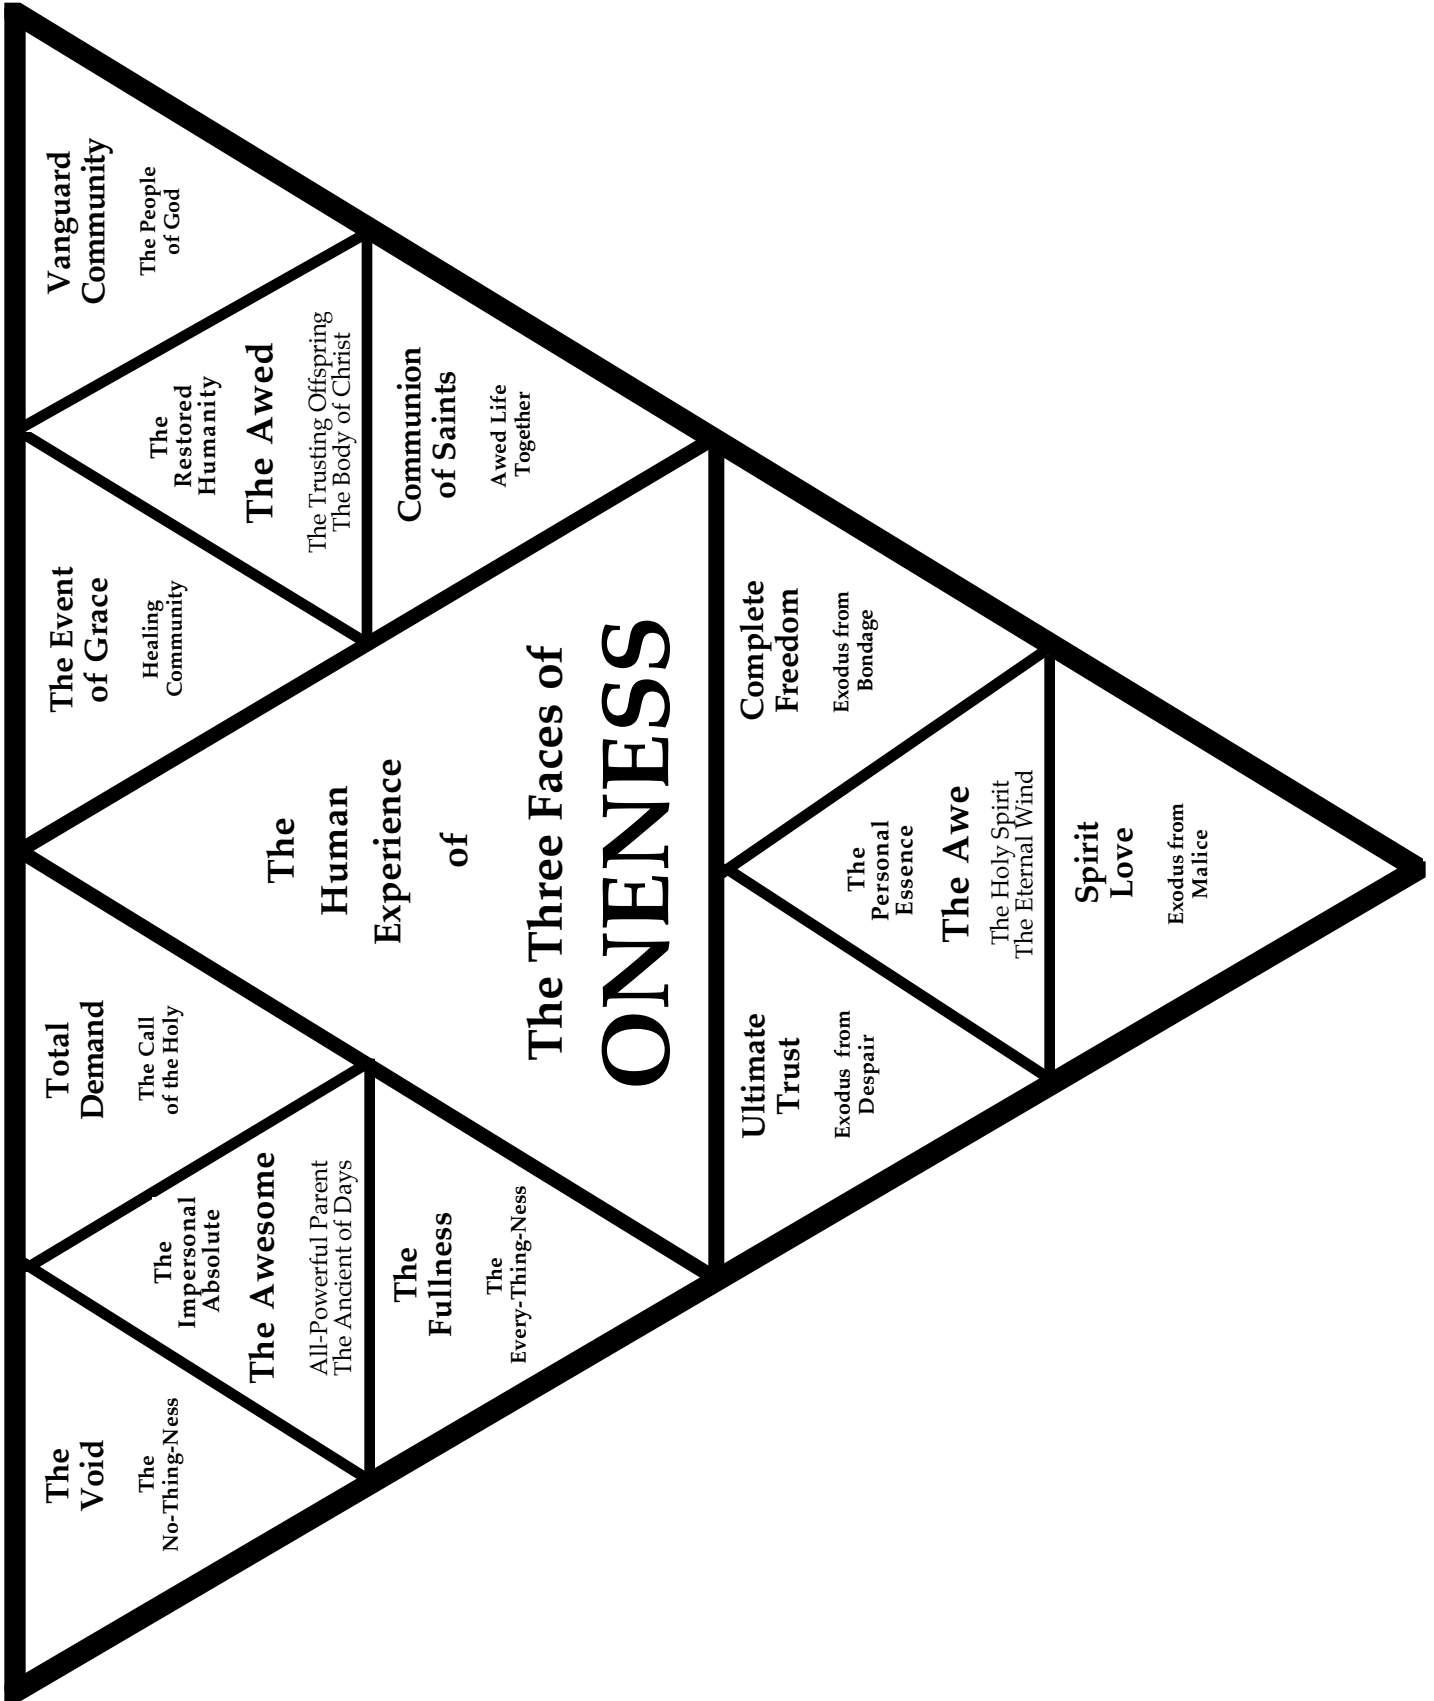 The
Void
The
No-Thing-Ness
The
Impersonal
Absolute
The Awesome
All-Powerful Parent
The Ancient of Days
Total
Demand
The Call
of the Holy
The
Fullness
The
Every-Thing-Ness
The
Human
Experience
of
The Three Faces of
ONENESS
The Event
of Grace
Healing
Community
The
Restored
Humanity
The Awed
The Trusting Offspring
The Body of Christ
Vanguard
Community
The People
of God
Communion
of Saints
Awed Life
Together
Ultimate
Trust
Exodus from
Despair
The
Personal
Essence
The Awe
The Holy Spirit
The Eternal Wind
Complete
Freedom
Exodus from
Bondage
Spirit
Love
Exodus from
Malice